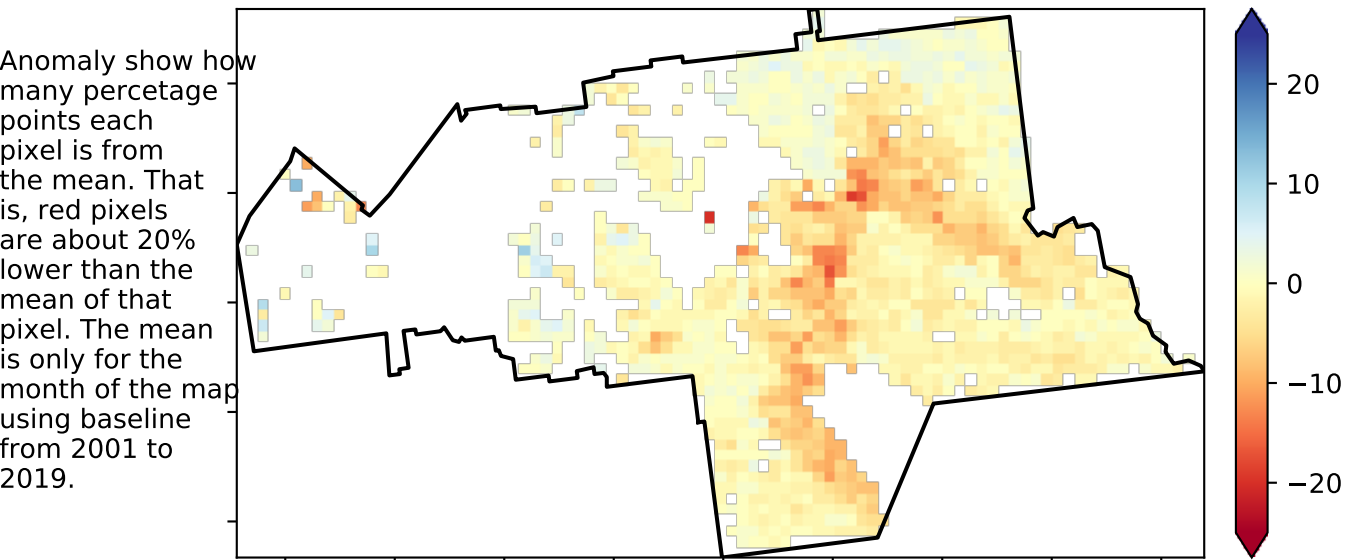 Anomaly show how
many percetage
points each
pixel is from
the mean. That
is, red pixels
are about 20%
lower than the
mean of that
pixel. The mean
is only for the
month of the map
using baseline
from 2001 to
2019.
20
10
0
−10
−20